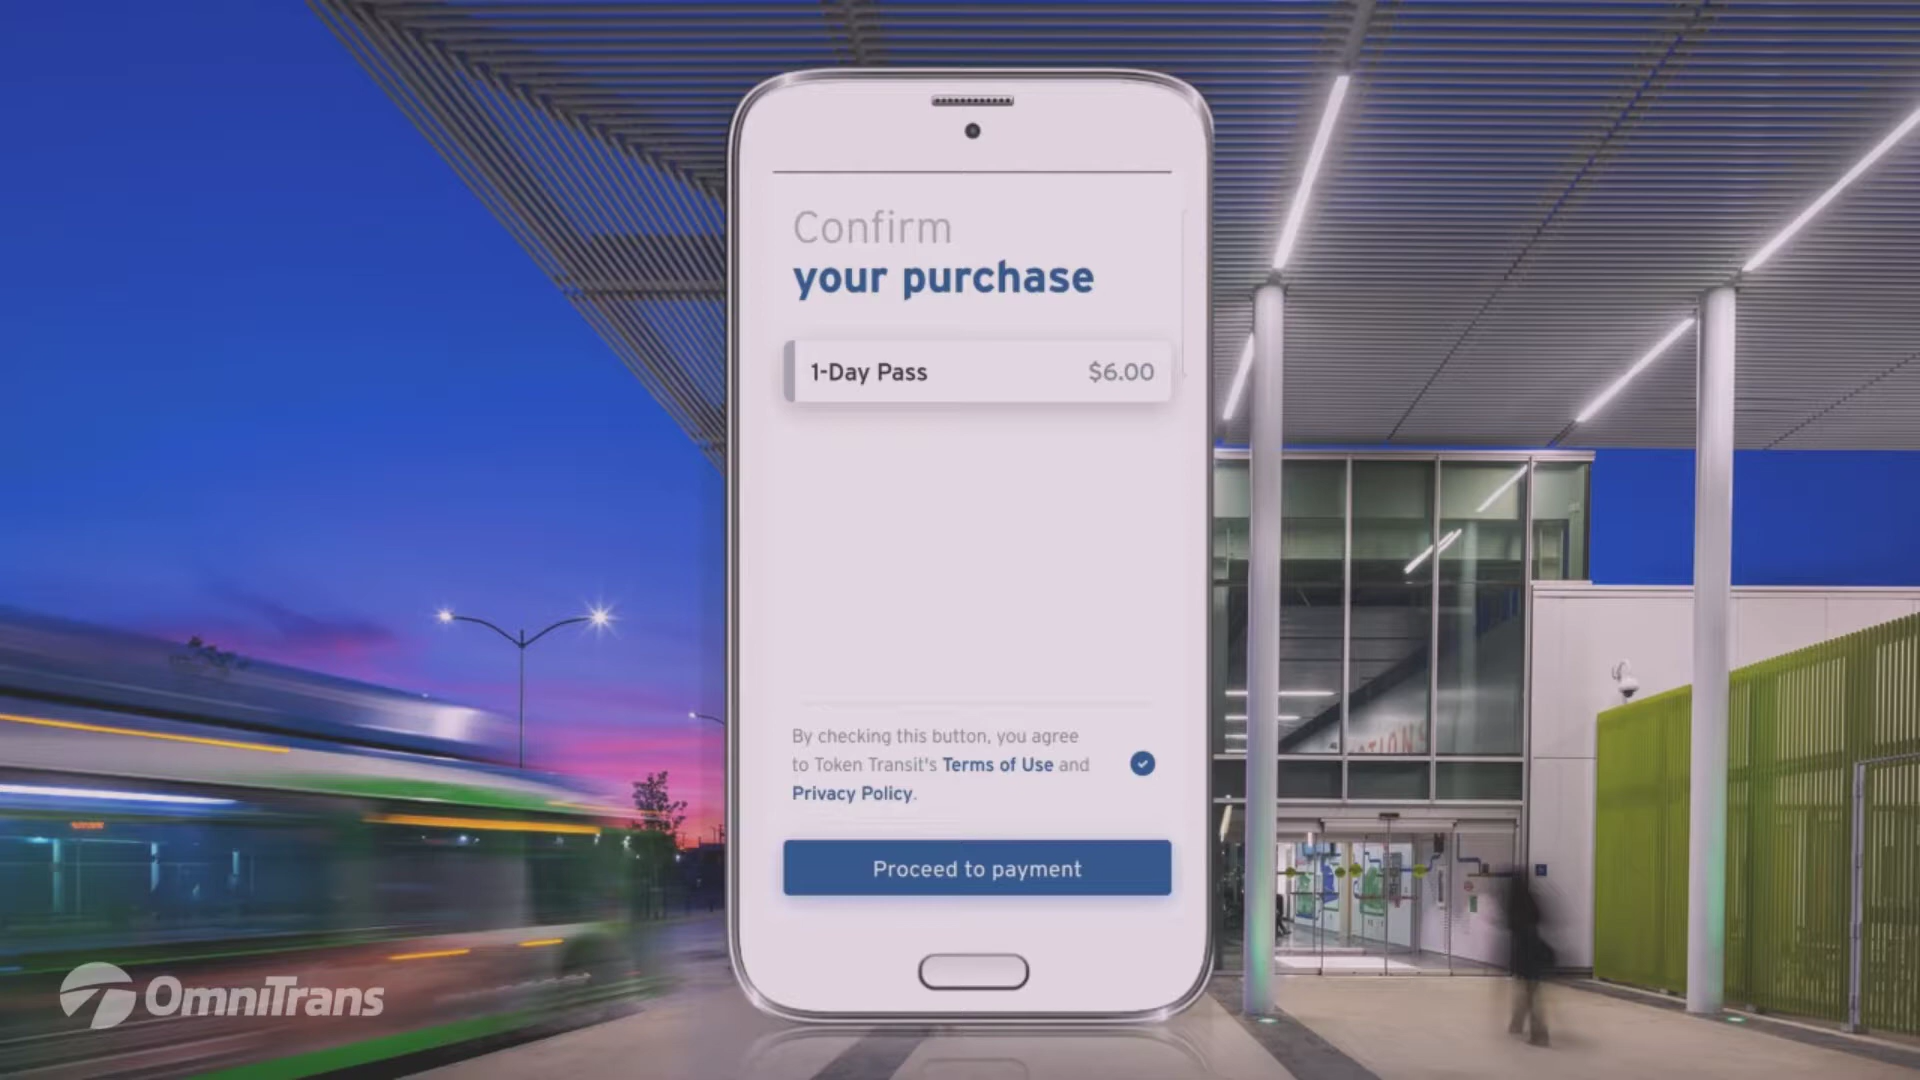 Confirm
your purchase
1-Day Pass $6.00
By checking this button, you agree
to Token Transit's Terms of Use and
Privacy Policy.
Proceed to payment
OmniTrans